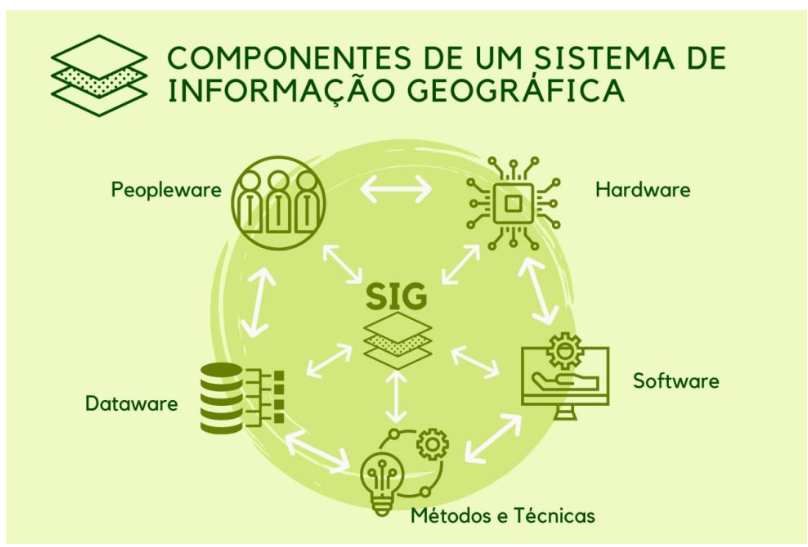 COMPONENTES DE UM SISTEMA DE
INFORMAÇÃO GEOGRÁFICA
Peopleware
Hardware
SIG
Dataware
Software
Métodos e Técnicas